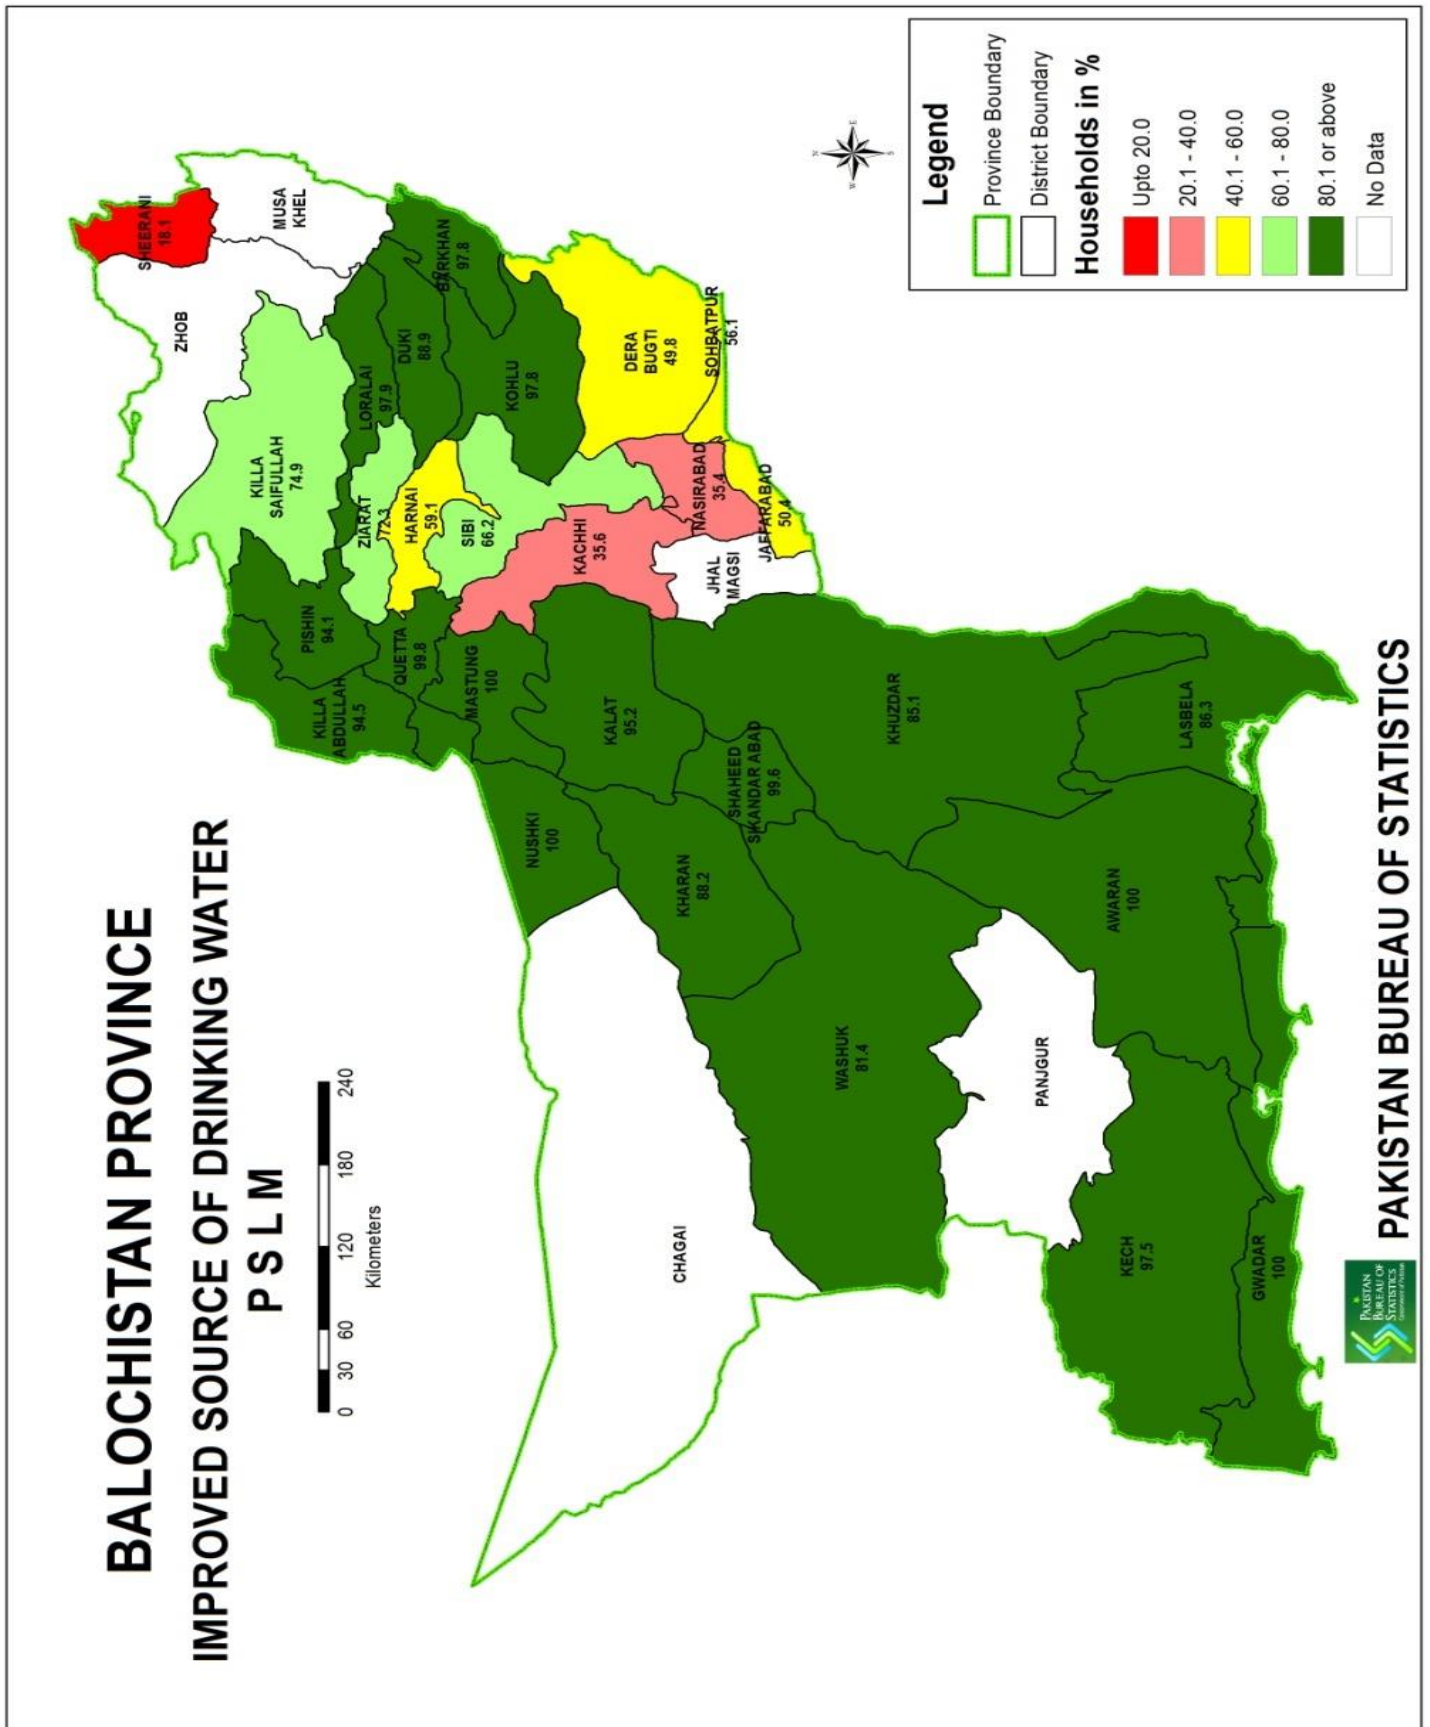 BALOCHISTAN PROVINCE
IMPROVED SOURCE OF DRINKING WATER
P S L M
0 30 60 120 180 240
Kilometers
N
W
E
S
SHEERANI
18.1
ZHOB
MUSA
KHEL
KILLA
SAIFULLAH
74.9
LORALAI
97.9
DUKI
88.9
BARKHAN
97.8
KOHLU
97.8
ZIARAT
72.3
HARNAI
59.1
SIBI
66.2
PISHIN
94.1
KILLA
ABDULLAH
94.5
QUETTA
99.8
MASTUNG
100
KACHHI
35.6
DERA
BUGTI
49.8
SOHBATPUR
56.1
NASIRABAD
35.4
JAFFARABAD
50.4
JHAL
MAGSI
NUSHKI
100
KALAT
95.2
SHAHEED
SIKANDAR ABAD
99.6
KHARAN
88.2
KHUZDAR
85.1
CHAGAI
WASHUK
81.4
PANJGUR
AWARAN
100
LASBELA
86.3
KECH
97.5
GWADAR
100
Legend
Province Boundary
District Boundary
Households in %
Upto 20.0
20.1 - 40.0
40.1 - 60.0
60.1 - 80.0
80.1 or above
No Data
PAKISTAN
BUREAU OF
STATISTICS
PAKISTAN BUREAU OF STATISTICS